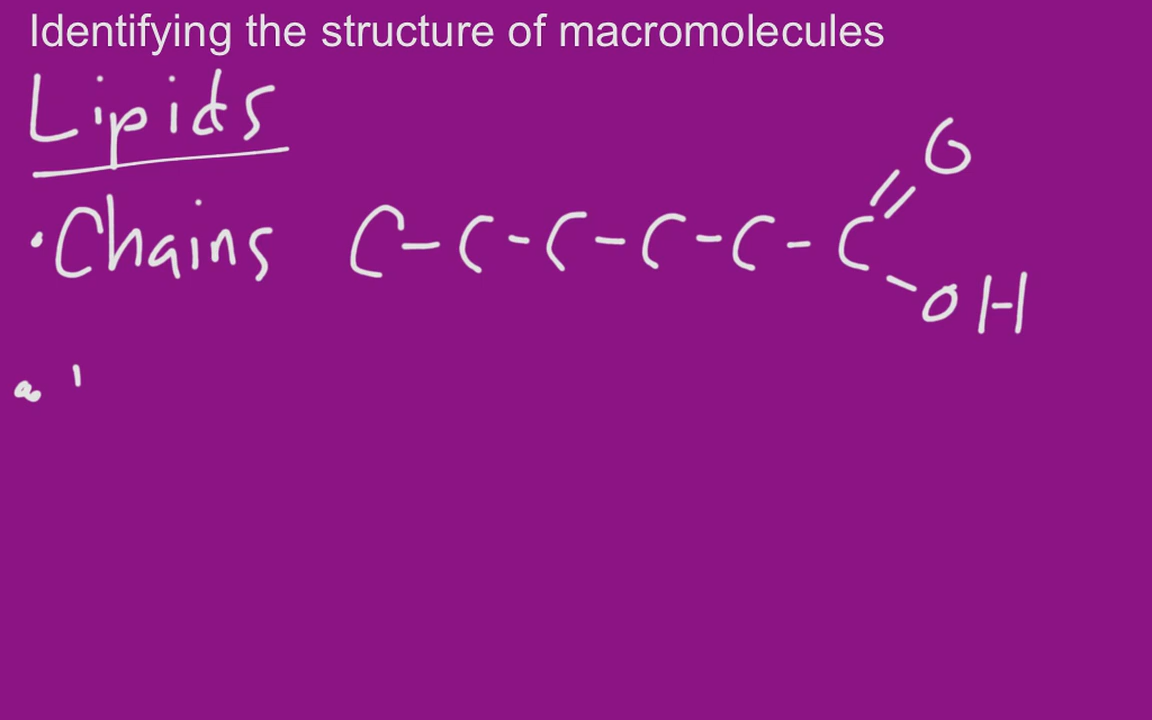 Identifying the structure of macromolecules
Lipids
• Chains C-C-C-C-C-C
=O
-OH